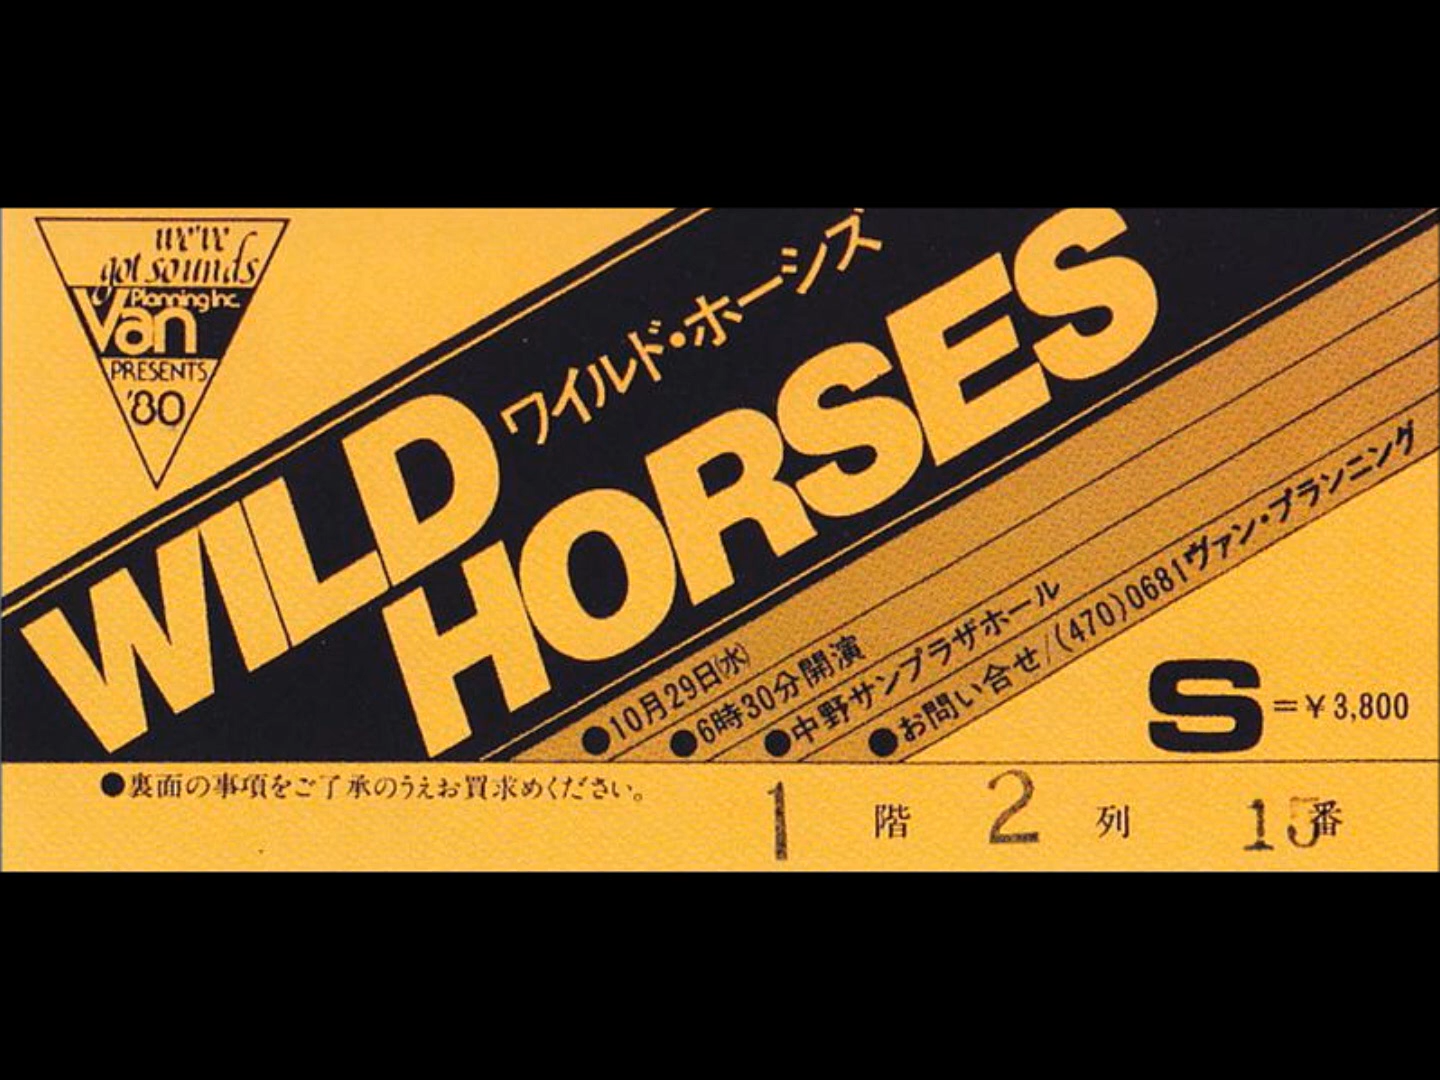 we've
got sounds
Planning Inc.
Van
PRESENTS
'80
ワイルド・ホーシズ
WILD
HORSES
●10月29日(水)
●6時30分開演
●中野サンプラザホール
●お問い合せ/(470)0681ヴァン・プランニング
S=¥3,800
●裏面の事項をご了承のうえお買求めください。
1 階 2 列 15番